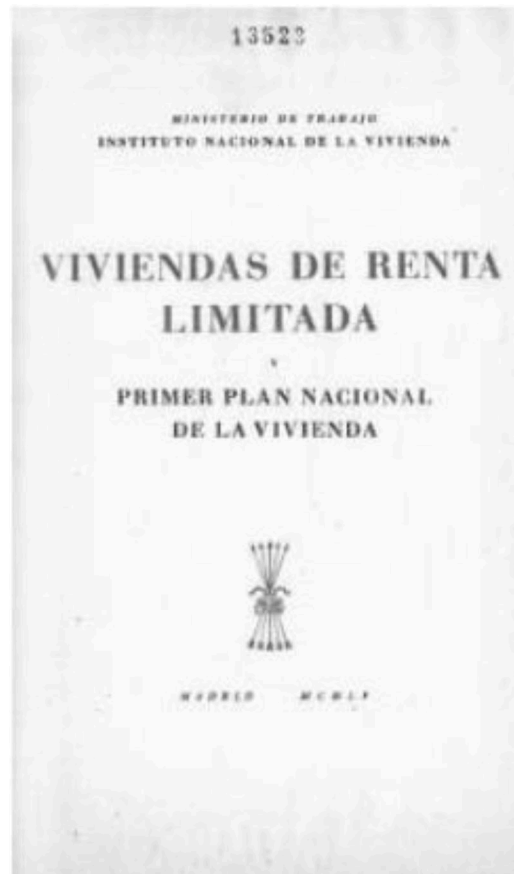 13523
MINISTERIO DE TRABAJO
INSTITUTO NACIONAL DE LA VIVIENDA
VIVIENDAS DE RENTA
LIMITADA
Y
PRIMER PLAN NACIONAL
DE LA VIVIENDA
MADRID MCMLV